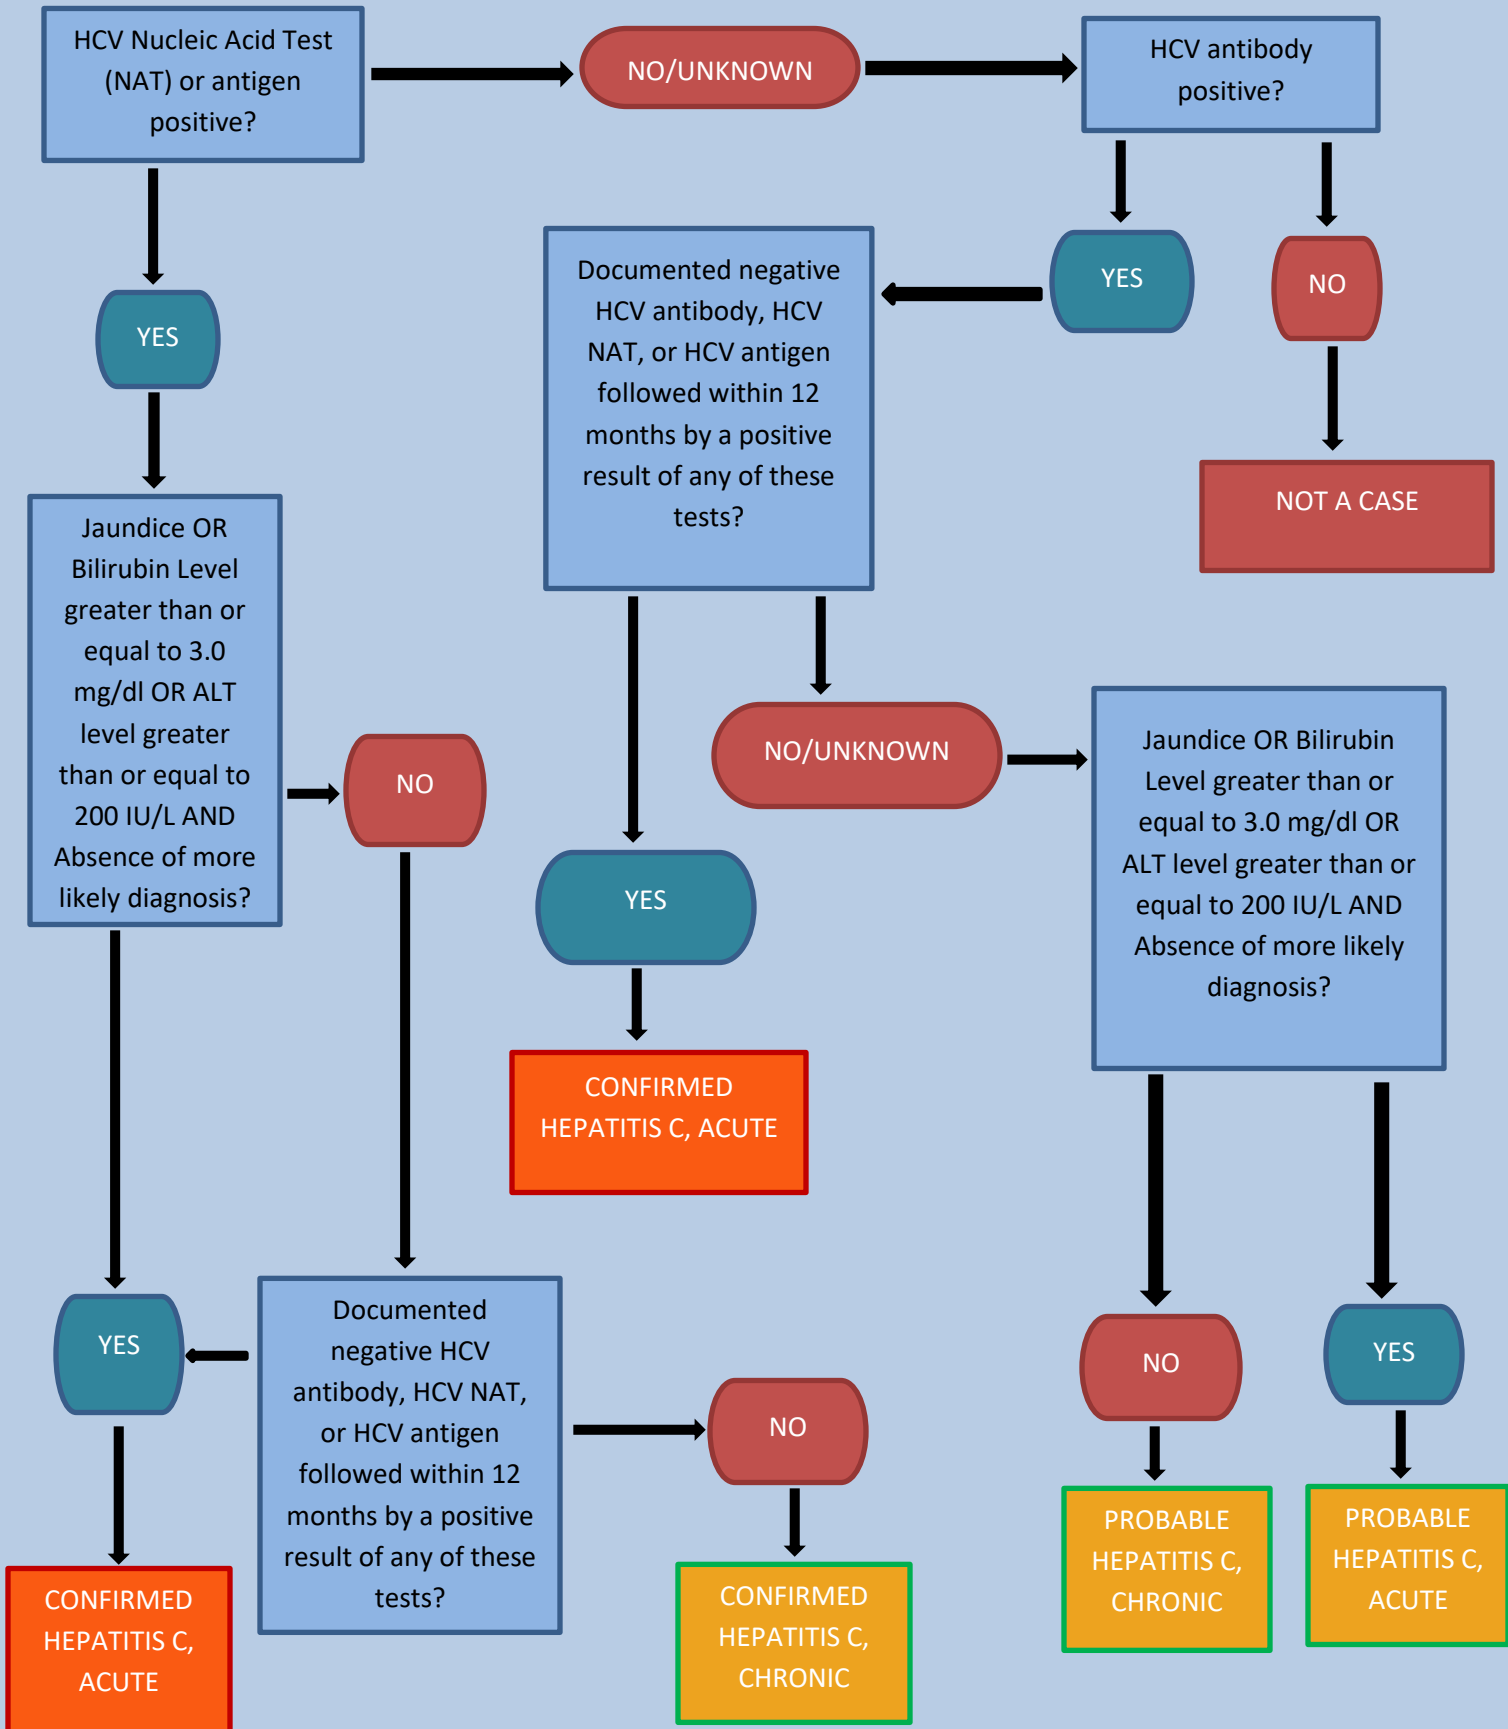 HCV Nucleic Acid Test
(NAT) or antigen
positive?
NO/UNKNOWN
HCV antibody
positive?
YES
NO
NOT A CASE
YES
Documented negative
HCV antibody, HCV
NAT, or HCV antigen
followed within 12
months by a positive
result of any of these
tests?
Jaundice OR
Bilirubin Level
greater than or
equal to 3.0
mg/dl OR ALT
level greater
than or equal to
200 IU/L AND
Absence of more
likely diagnosis?
NO
NO/UNKNOWN
Jaundice OR Bilirubin
Level greater than or
equal to 3.0 mg/dl OR
ALT level greater than or
equal to 200 IU/L AND
Absence of more likely
diagnosis?
YES
CONFIRMED
HEPATITIS C, ACUTE
YES
Documented
negative HCV
antibody, HCV NAT,
or HCV antigen
followed within 12
months by a positive
result of any of these
tests?
NO
NO
YES
CONFIRMED
HEPATITIS C,
ACUTE
CONFIRMED
HEPATITIS C,
CHRONIC
PROBABLE
HEPATITIS C,
CHRONIC
PROBABLE
HEPATITIS C,
ACUTE